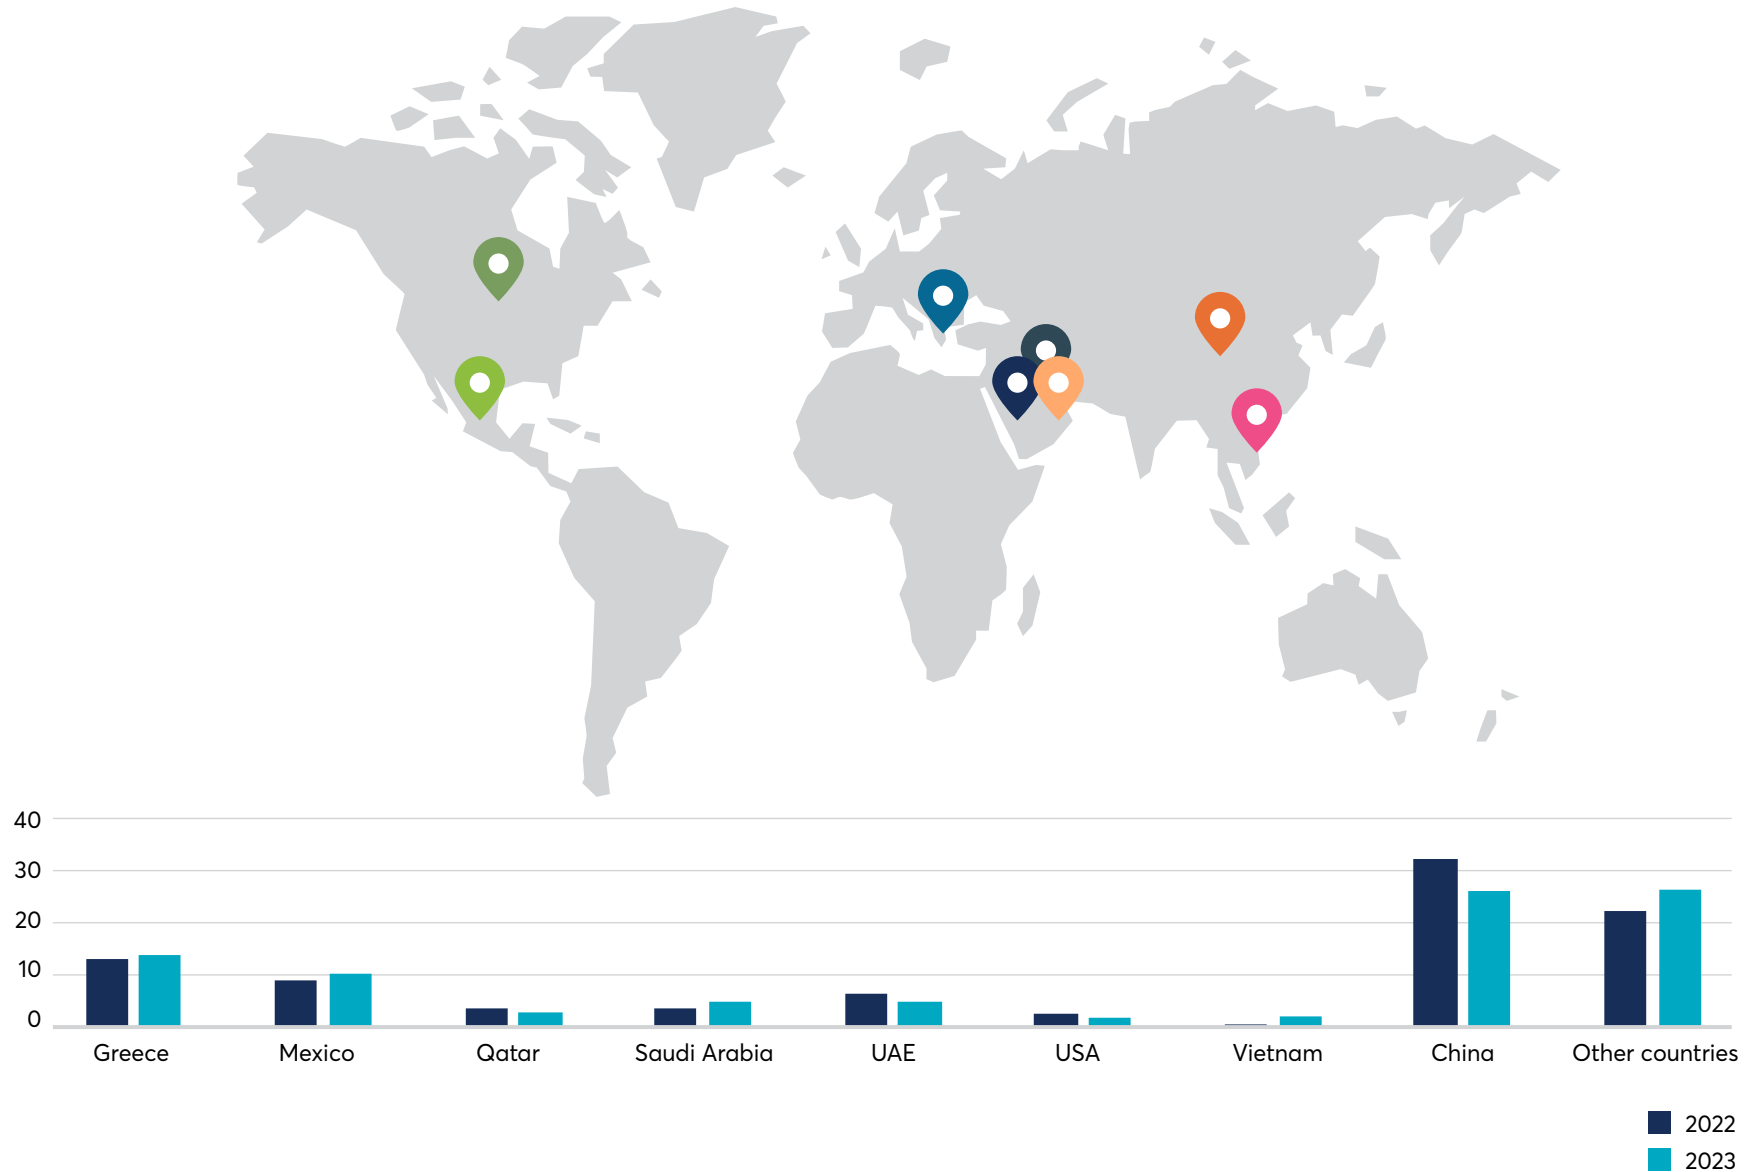 40
30
20
10
0
Greece
Mexico
Qatar
Saudi Arabia
UAE
USA
Vietnam
China
Other countries
2022
2023